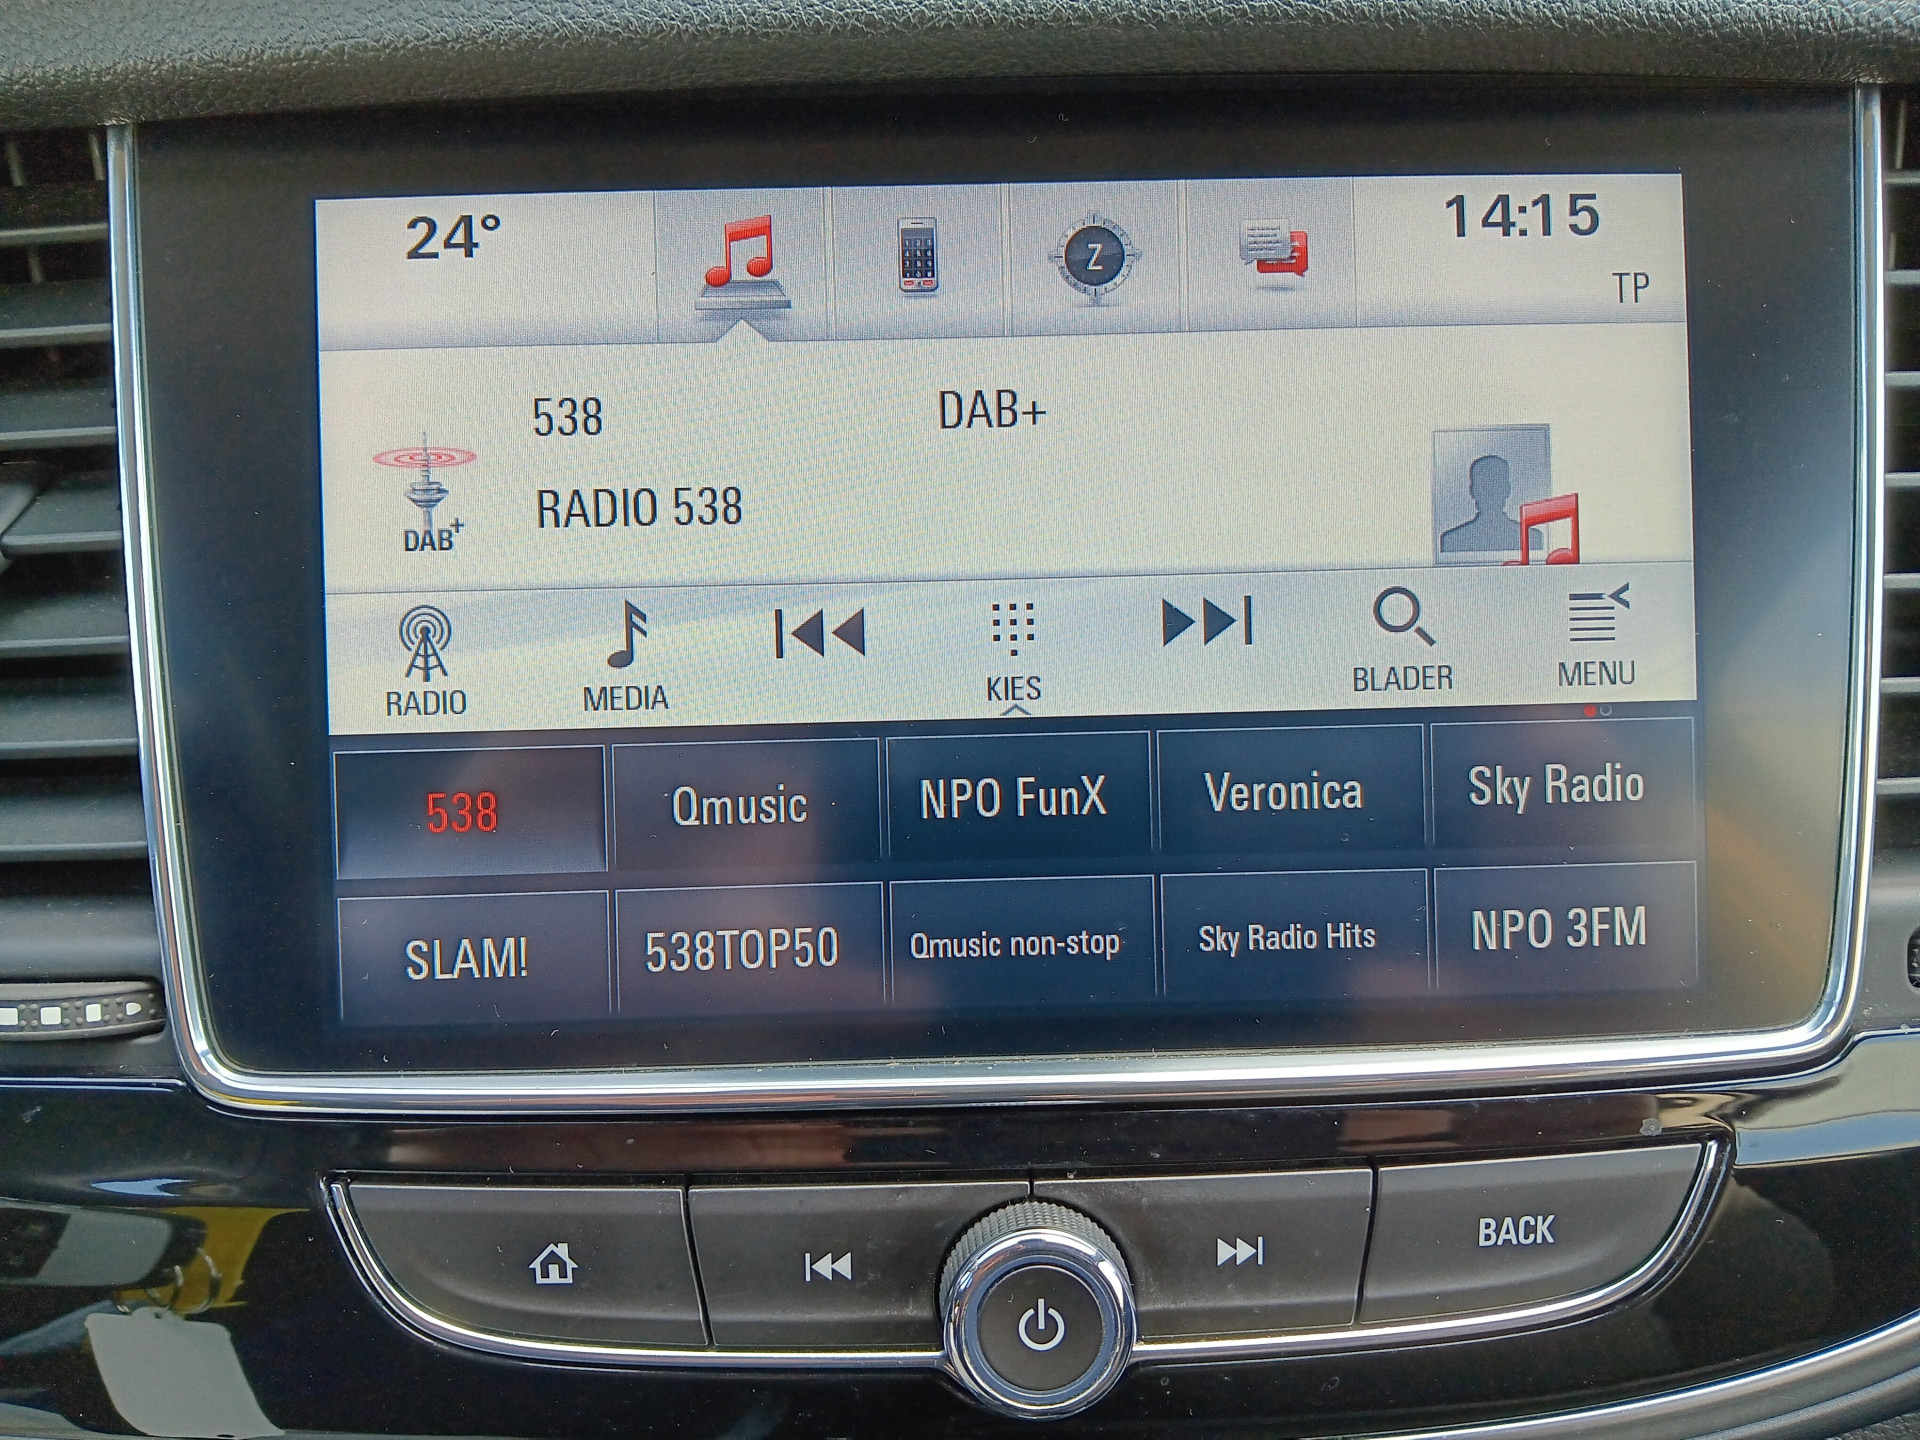 24°
Z
14:15
TP
538 DAB+
RADIO 538
DAB+
RADIO MEDIA KIES BLADER MENU
538 Qmusic NPO FunX Veronica Sky Radio
SLAM! 538TOP50 Qmusic non-stop Sky Radio Hits NPO 3FM
BACK